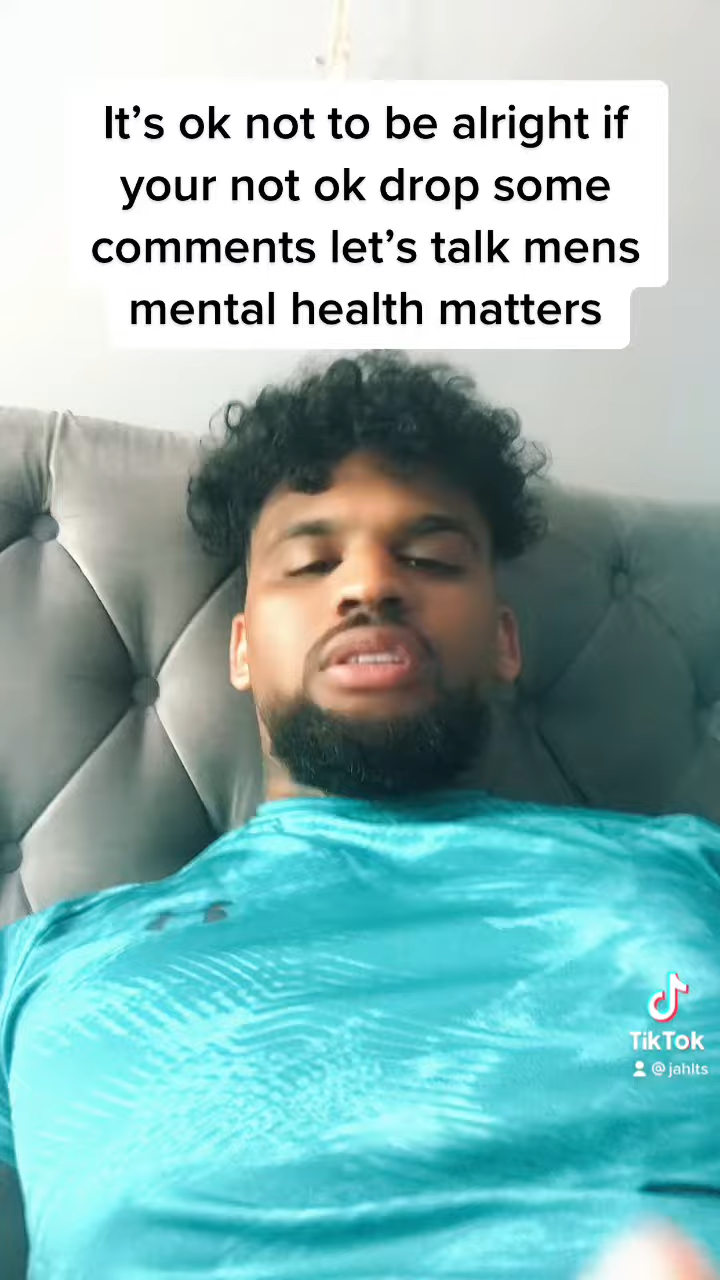 It’s ok not to be alright if
your not ok drop some
comments let’s talk mens
mental health matters
TikTok
@jahlts